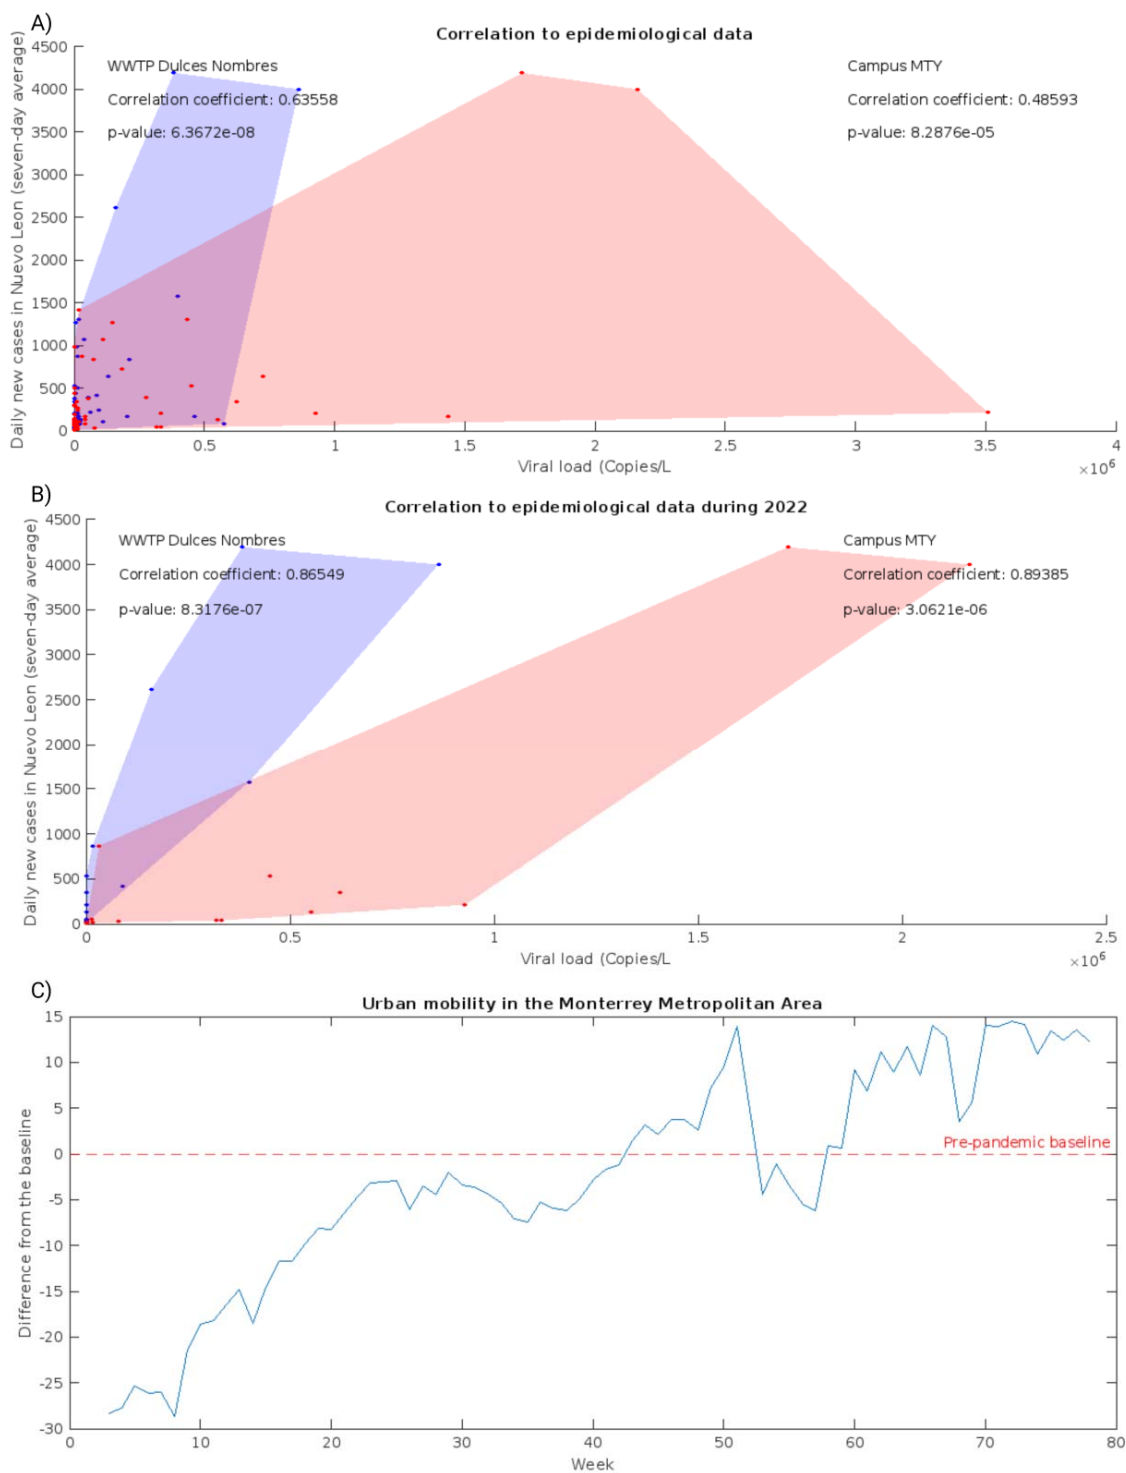 A)
Correlation to epidemiological data
Daily new cases in Nuevo Leon (seven-day average)
4500
4000
3500
3000
2500
2000
1500
1000
500
0
WWTP Dulces Nombres
Correlation coefficient: 0.63558
p-value: 6.3672e-08
Campus MTY
Correlation coefficient: 0.48593
p-value: 8.2876e-05
0 0.5 1 1.5 2 2.5 3 3.5 4
Viral load (Copies/L
×10^6
B)
Correlation to epidemiological data during 2022
Daily new cases in Nuevo Leon (seven-day average)
4500
4000
3500
3000
2500
2000
1500
1000
500
0
WWTP Dulces Nombres
Correlation coefficient: 0.86549
p-value: 8.3176e-07
Campus MTY
Correlation coefficient: 0.89385
p-value: 3.0621e-06
0 0.5 1 1.5 2 2.5
Viral load (Copies/L
×10^6
C)
Urban mobility in the Monterrey Metropolitan Area
Difference from the baseline
15
10
5
0
-5
-10
-15
-20
-25
-30
Pre-pandemic baseline
0 10 20 30 40 50 60 70 80
Week